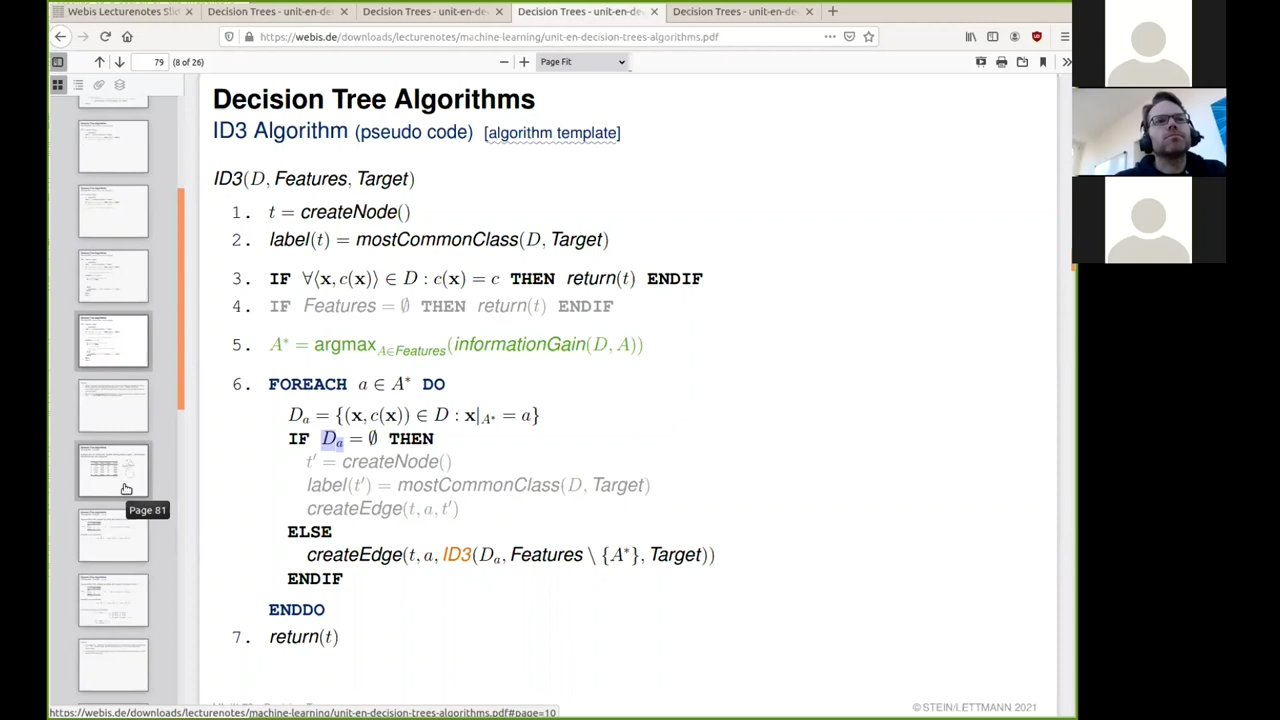 Webis Lecturenotes Sli × Decision Trees - unit-en-de × Decision Trees - unit-en-de × Decision Trees - unit-en-de × Decision Trees - unit-en-de × +
https://webis.de/downloads/lecturenotes/machine-learning/unit-en-decision-trees-algorithms.pdf
79 (8 of 26) Page Fit
Decision Tree Algorithms
ID3 Algorithm (pseudo code) [algorithm template]
ID3(D, Features, Target)
1. t = createNode()
2. label(t) = mostCommonClass(D, Target)
3. IF ∀⟨x, c(x)⟩ ∈ D : c(x) = c THEN return(t) ENDIF
4. IF Features = ∅ THEN return(t) ENDIF
5. A* = argmax_{A∈Features}(informationGain(D, A))
6. FOREACH a ∈ A* DO
D_a = {(x, c(x)) ∈ D : x|_{A*} = a}
IF D_a = ∅ THEN
t′ = createNode()
label(t′) = mostCommonClass(D, Target)
createEdge(t, a, t′)
ELSE
createEdge(t, a, ID3(D_a, Features \ {A*}, Target))
ENDIF
ENDDO
7. return(t)
Page 81
© STEIN/LETTMANN 2021
https://webis.de/downloads/lecturenotes/machine-learning/unit-en-decision-trees-algorithms.pdf#page=10